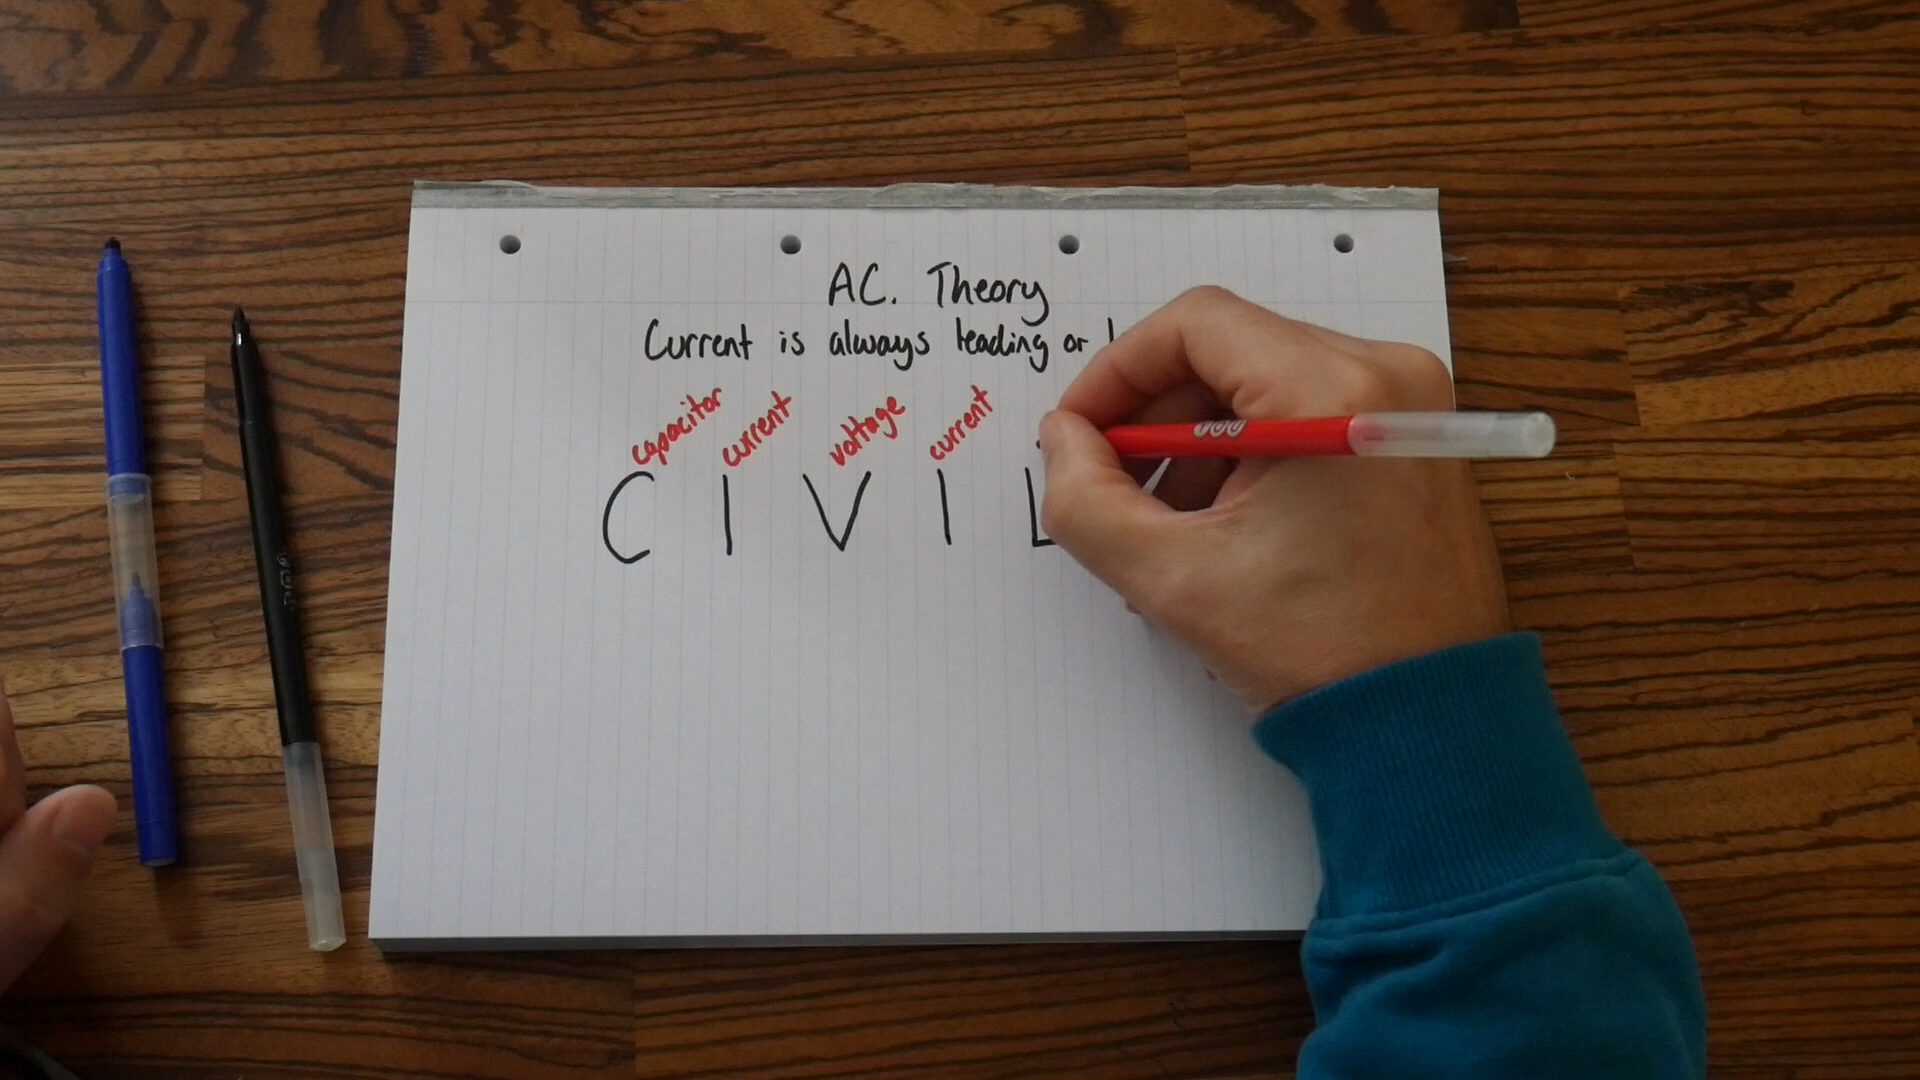 AC. Theory
Current is always leading or
capacitor current voltage current
C I V I L